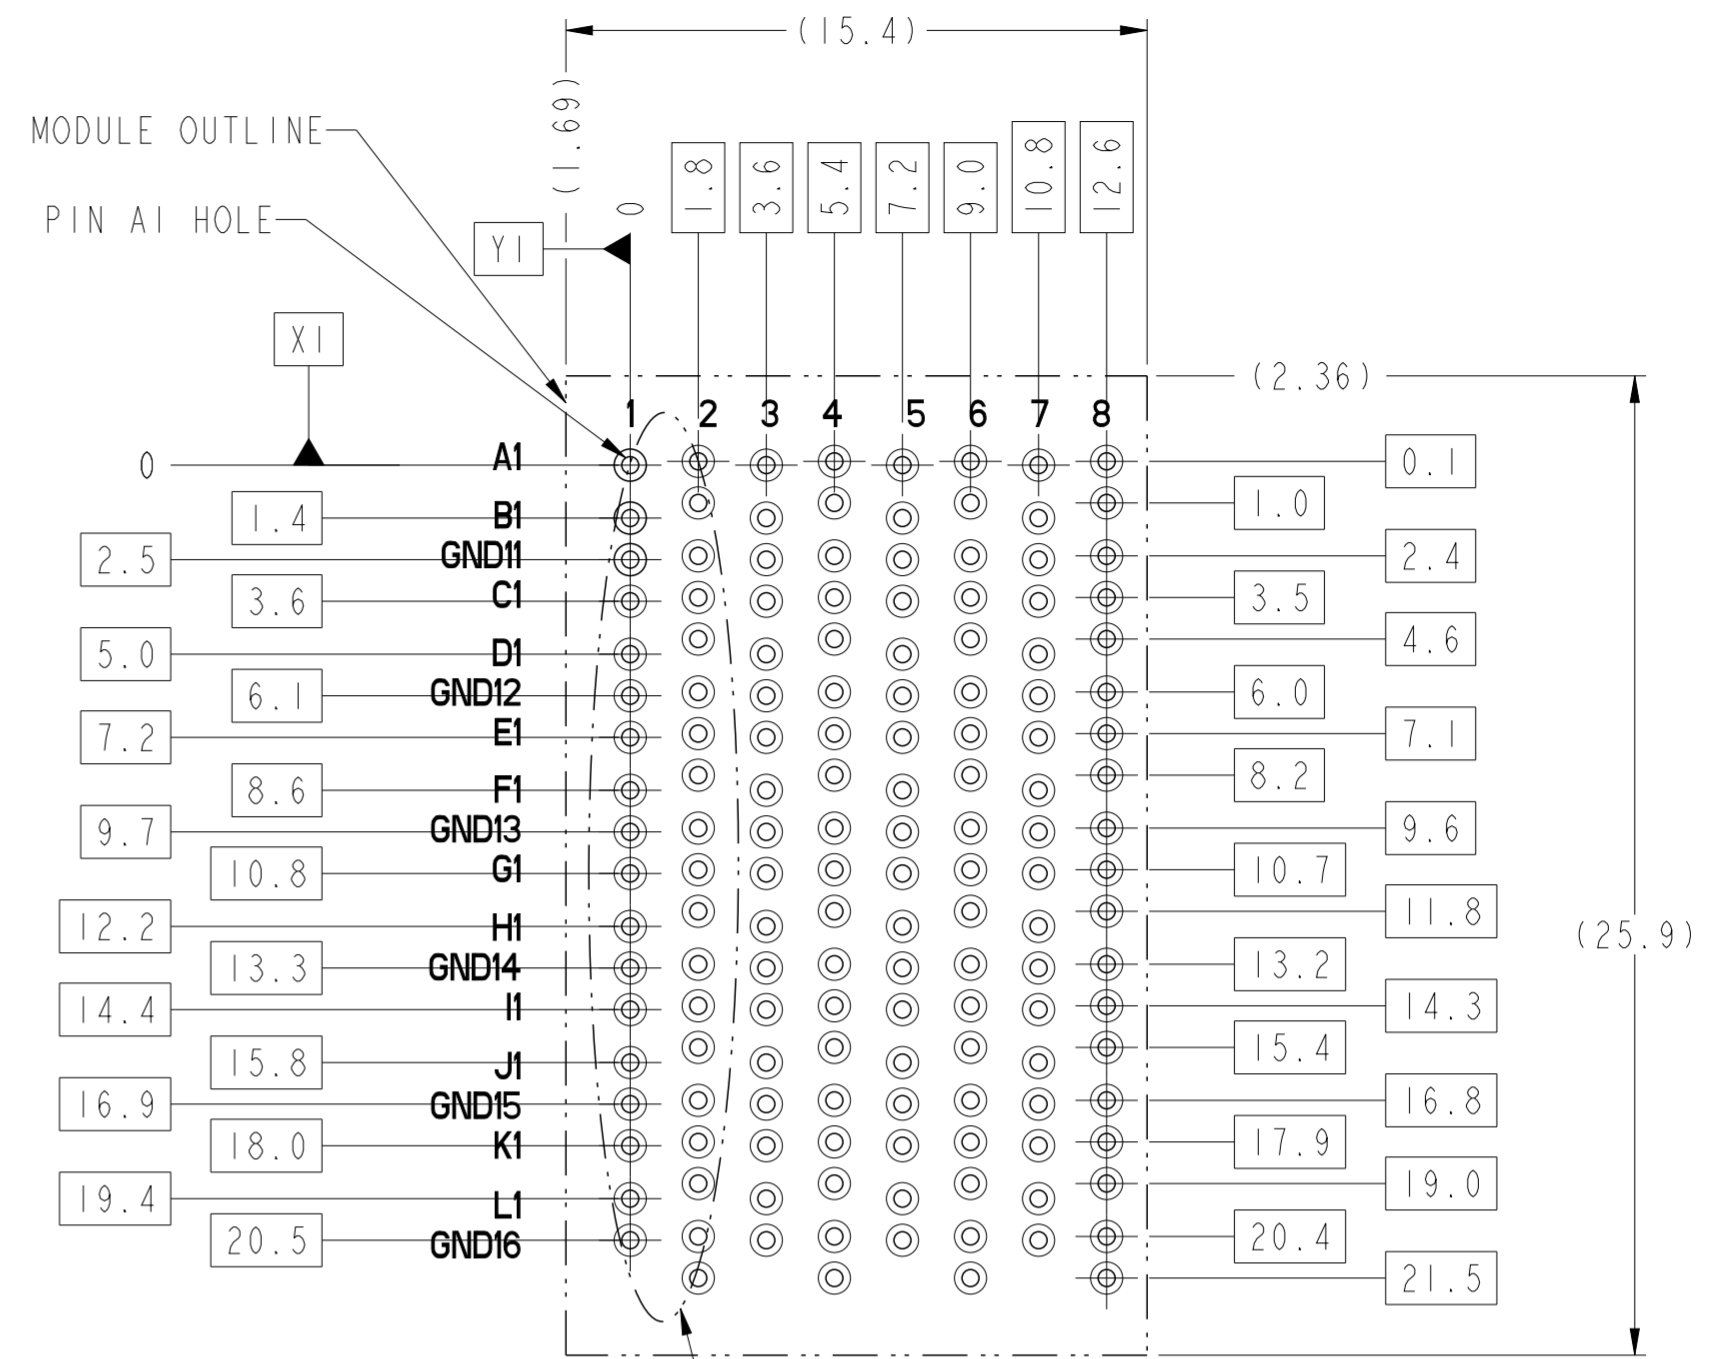 (15.4)
(1.69)
MODULE OUTLINE
PIN A1 HOLE
0
1.8
3.6
5.4
7.2
9.0
10.8
12.6
Y1
X1
(2.36)
1 2 3 4 5 6 7 8
0 A1 0.1
1.4 B1 1.0
2.5 GND11 2.4
3.6 C1 3.5
5.0 D1 4.6
6.1 GND12 6.0
7.2 E1 7.1
8.6 F1 8.2
9.7 GND13 9.6
10.8 G1 10.7
12.2 H1 11.8
(25.9)
13.3 GND14 13.2
14.4 I1 14.3
15.8 J1 15.4
16.9 GND15 16.8
18.0 K1 17.9
19.4 L1 19.0
20.5 GND16 20.4
21.5